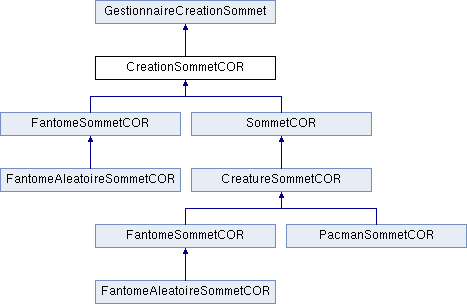 GestionnaireCreationSommet
CreationSommetCOR
FantomeSommetCOR
SommetCOR
FantomeAleatoireSommetCOR
CreatureSommetCOR
FantomeSommetCOR
PacmanSommetCOR
FantomeAleatoireSommetCOR